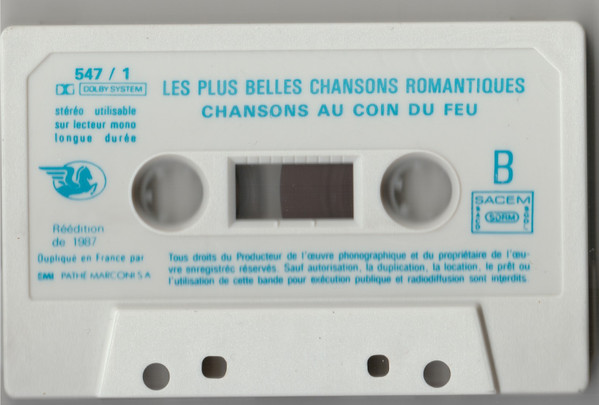 547 / 1
DOLBY SYSTEM
LES PLUS BELLES CHANSONS ROMANTIQUES
CHANSONS AU COIN DU FEU
stéréo utilisable
sur lecteur mono
longue durée
B
SACEM
SDRM
Réédition
de 1987
Dupliqué en France par
EMI PATHÉ MARCONI S A
Tous droits du Producteur de l'œuvre phonographique et du propriétaire de l'œu-
vre enregistréc réservés. Sauf autorisation, la duplication, la location, le prêt ou
l'utilisation de cette bande pour exécution publique et radiodiffusion sont interdits.